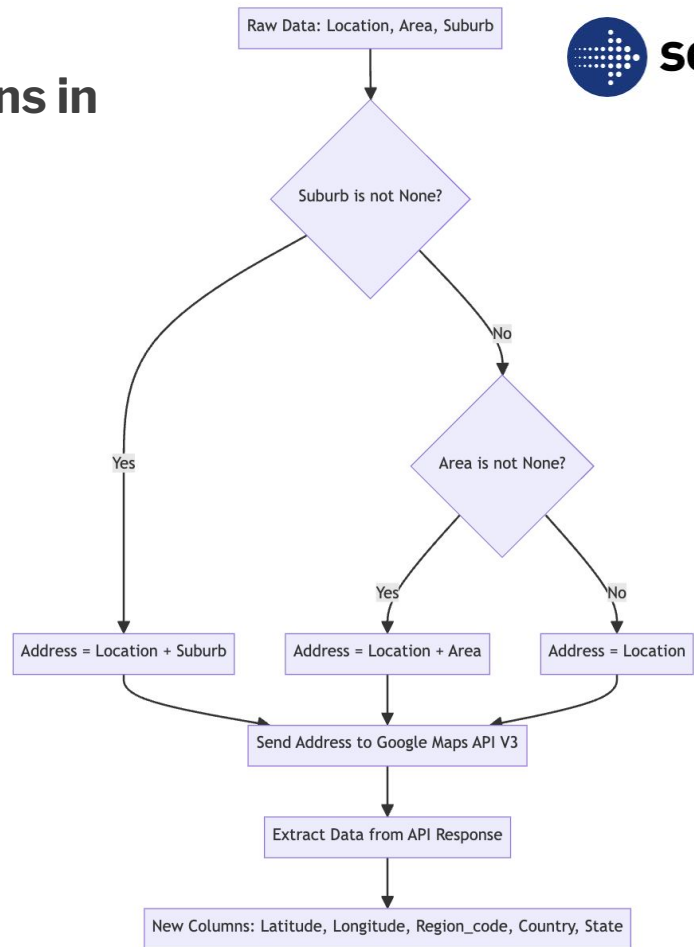 Raw Data: Location, Area, Suburb
ns in
Suburb is not None?
No
Yes
Area is not None?
Yes
No
Address = Location + Suburb
Address = Location + Area
Address = Location
Send Address to Google Maps API V3
Extract Data from API Response
New Columns: Latitude, Longitude, Region_code, Country, State